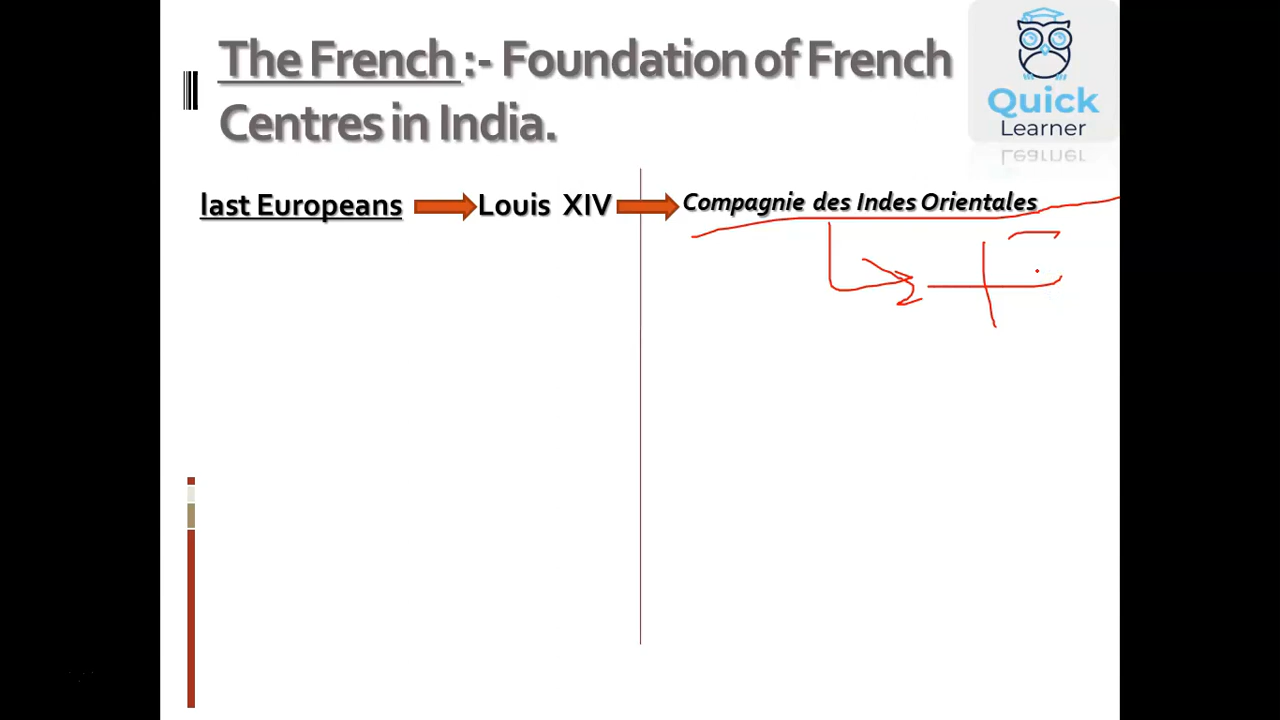 The French :- Foundation of French
Centres in India.
Quick
Learner
last Europeans Louis XIV Compagnie des Indes Orientales